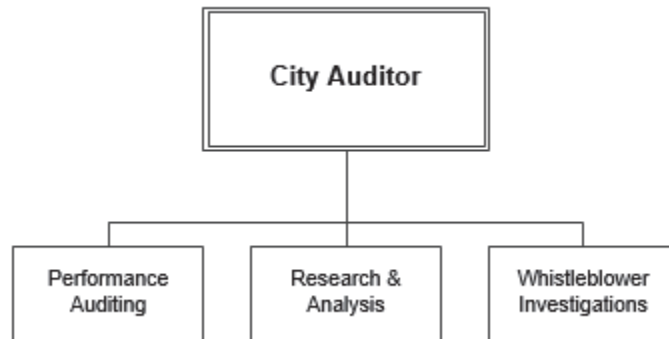 City Auditor
Performance
Auditing
Research &
Analysis
Whistleblower
Investigations